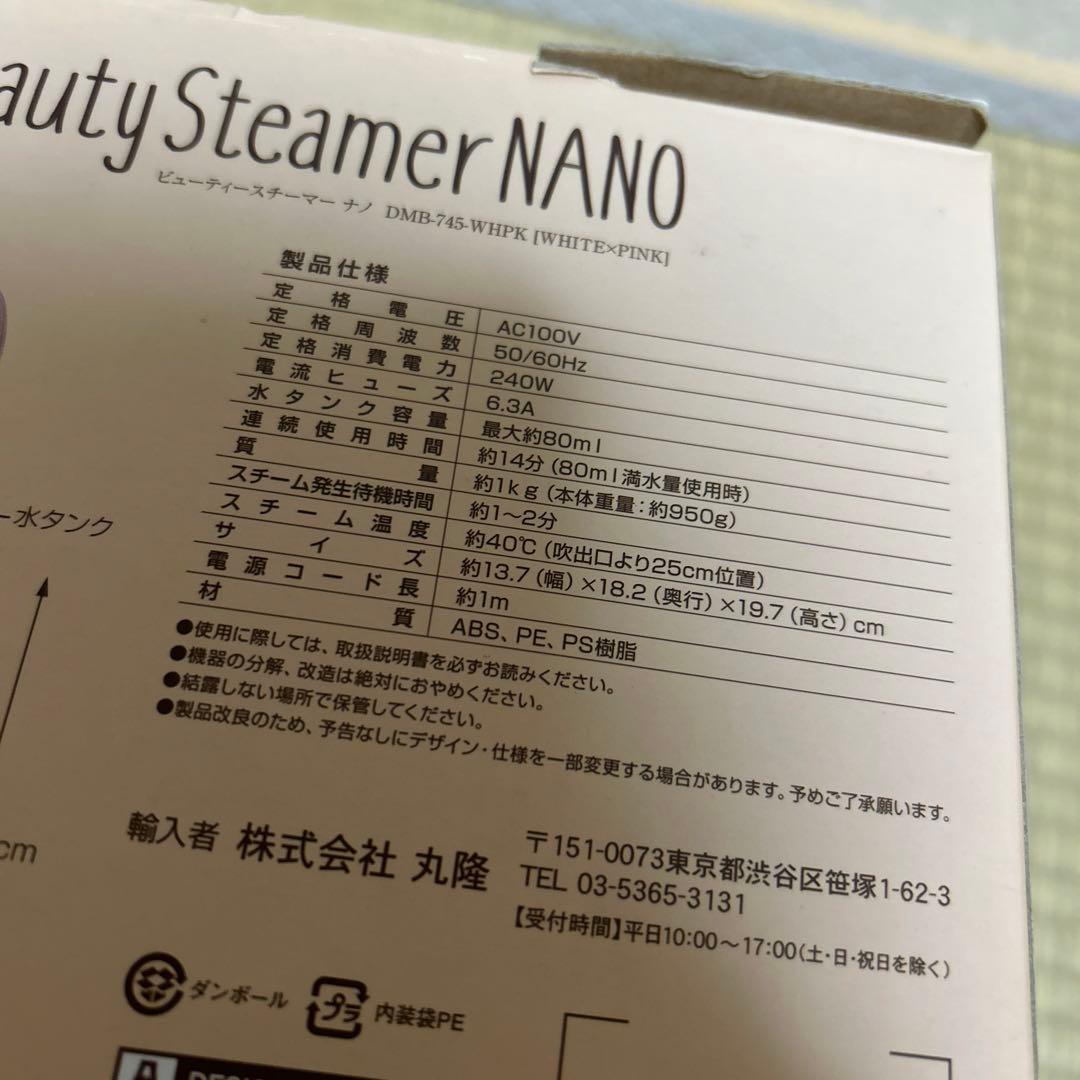 auty Steamer NANO
ビューティースチーマー ナノ DMB-745-WHPK [WHITE×PINK]
製品仕様
定格電圧 AC100V
定格周波数 50/60Hz
定格消費電力 240W
電流ヒューズ 6.3A
水タンク容量 最大約80ml
連続使用時間 約14分（80ml満水量使用時）
質量 約1kg（本体重量：約950g）
スチーム発生待機時間 約1〜2分
スチーム温度 約40℃（吹出口より25cm位置）
サイズ 約13.7（幅）×18.2（奥行）×19.7（高さ）cm
電源コード長 約1m
材質 ABS、PE、PS樹脂
●使用に際しては、取扱説明書を必ずお読みください。
●機器の分解、改造は絶対におやめください。
●結露しない場所で保管してください。
●製品改良のため、予告なしにデザイン・仕様を一部変更する場合があります。予めご了承願います。
ー水タンク
cm
輸入者 株式会社 丸隆
〒151-0073東京都渋谷区笹塚1-62-3
TEL 03-5365-3131
【受付時間】平日10:00〜17:00（土・日・祝日を除く）
ダンボール
プラ 内装袋PE